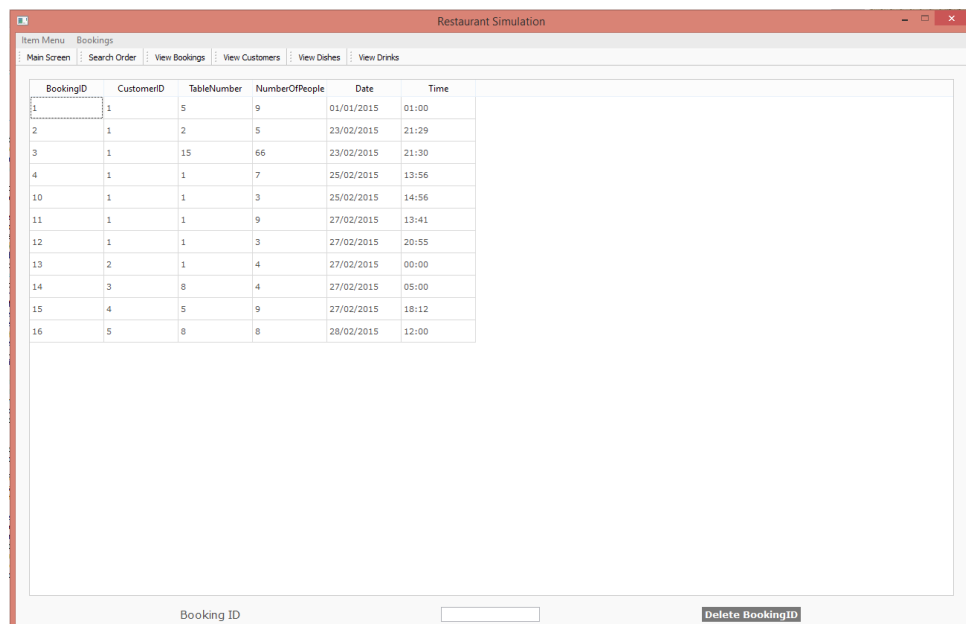 Restaurant Simulation
Item Menu Bookings
Main Screen Search Order View Bookings View Customers View Dishes View Drinks
BookingID CustomerID TableNumber NumberOfPeople Date Time
1 1 5 9 01/01/2015 01:00
2 1 2 5 23/02/2015 21:29
3 1 15 66 23/02/2015 21:30
4 1 1 7 25/02/2015 13:56
10 1 1 3 25/02/2015 14:56
11 1 1 9 27/02/2015 13:41
12 1 1 3 27/02/2015 20:55
13 2 1 4 27/02/2015 00:00
14 3 8 4 27/02/2015 05:00
15 4 5 9 27/02/2015 18:12
16 5 8 8 28/02/2015 12:00
Booking ID Delete BookingID